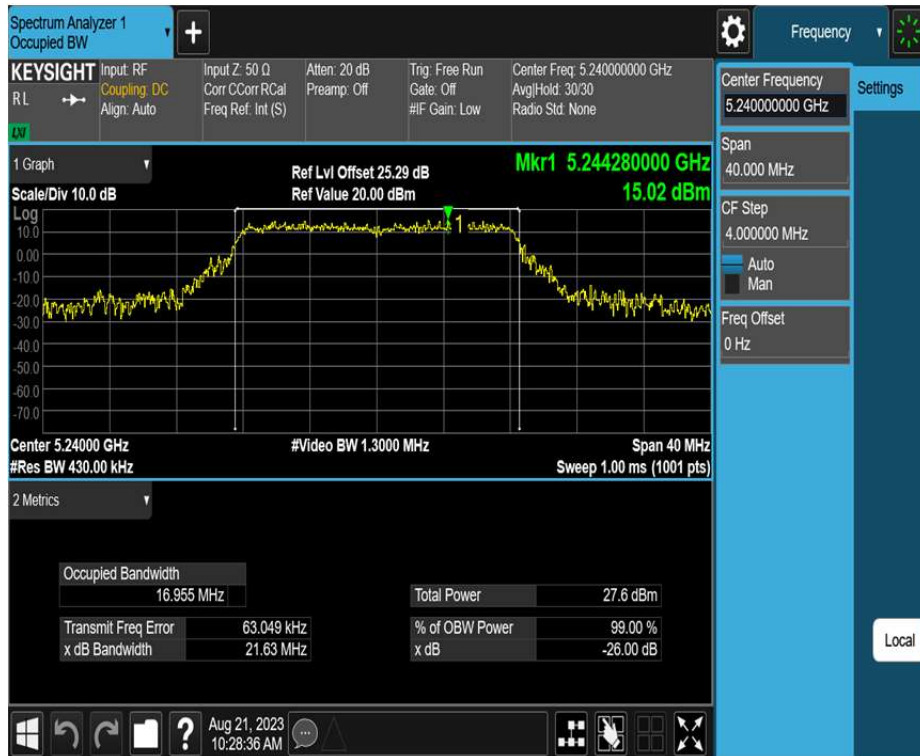 Spectrum Analyzer 1
Occupied BW
+
Frequency
KEYSIGHT
R L
LXI
Input: RF
Coupling: DC
Align: Auto
Input Z: 50 Ω
Corr CCorr RCal
Freq Ref: Int (S)
Atten: 20 dB
Preamp: Off
Trig: Free Run
Gate: Off
#IF Gain: Low
Center Freq: 5.240000000 GHz
Avg|Hold: 30/30
Radio Std: None
Center Frequency
5.240000000 GHz
Settings
Span
40.000 MHz
CF Step
4.000000 MHz
Auto
Man
Freq Offset
0 Hz
1 Graph
Scale/Div 10.0 dB
Ref Lvl Offset 25.29 dB
Ref Value 20.00 dBm
Mkr1 5.244280000 GHz
15.02 dBm
Log
10.0
0.00
-10.0
-20.0
-30.0
-40.0
-50.0
-60.0
-70.0
1
Center 5.24000 GHz
#Video BW 1.3000 MHz
Span 40 MHz
#Res BW 430.00 kHz
Sweep 1.00 ms (1001 pts)
2 Metrics
Occupied Bandwidth
16.955 MHz
Total Power 27.6 dBm
Transmit Freq Error 63.049 kHz
% of OBW Power 99.00 %
x dB Bandwidth 21.63 MHz
x dB -26.00 dB
Local
?
Aug 21, 2023
10:28:36 AM